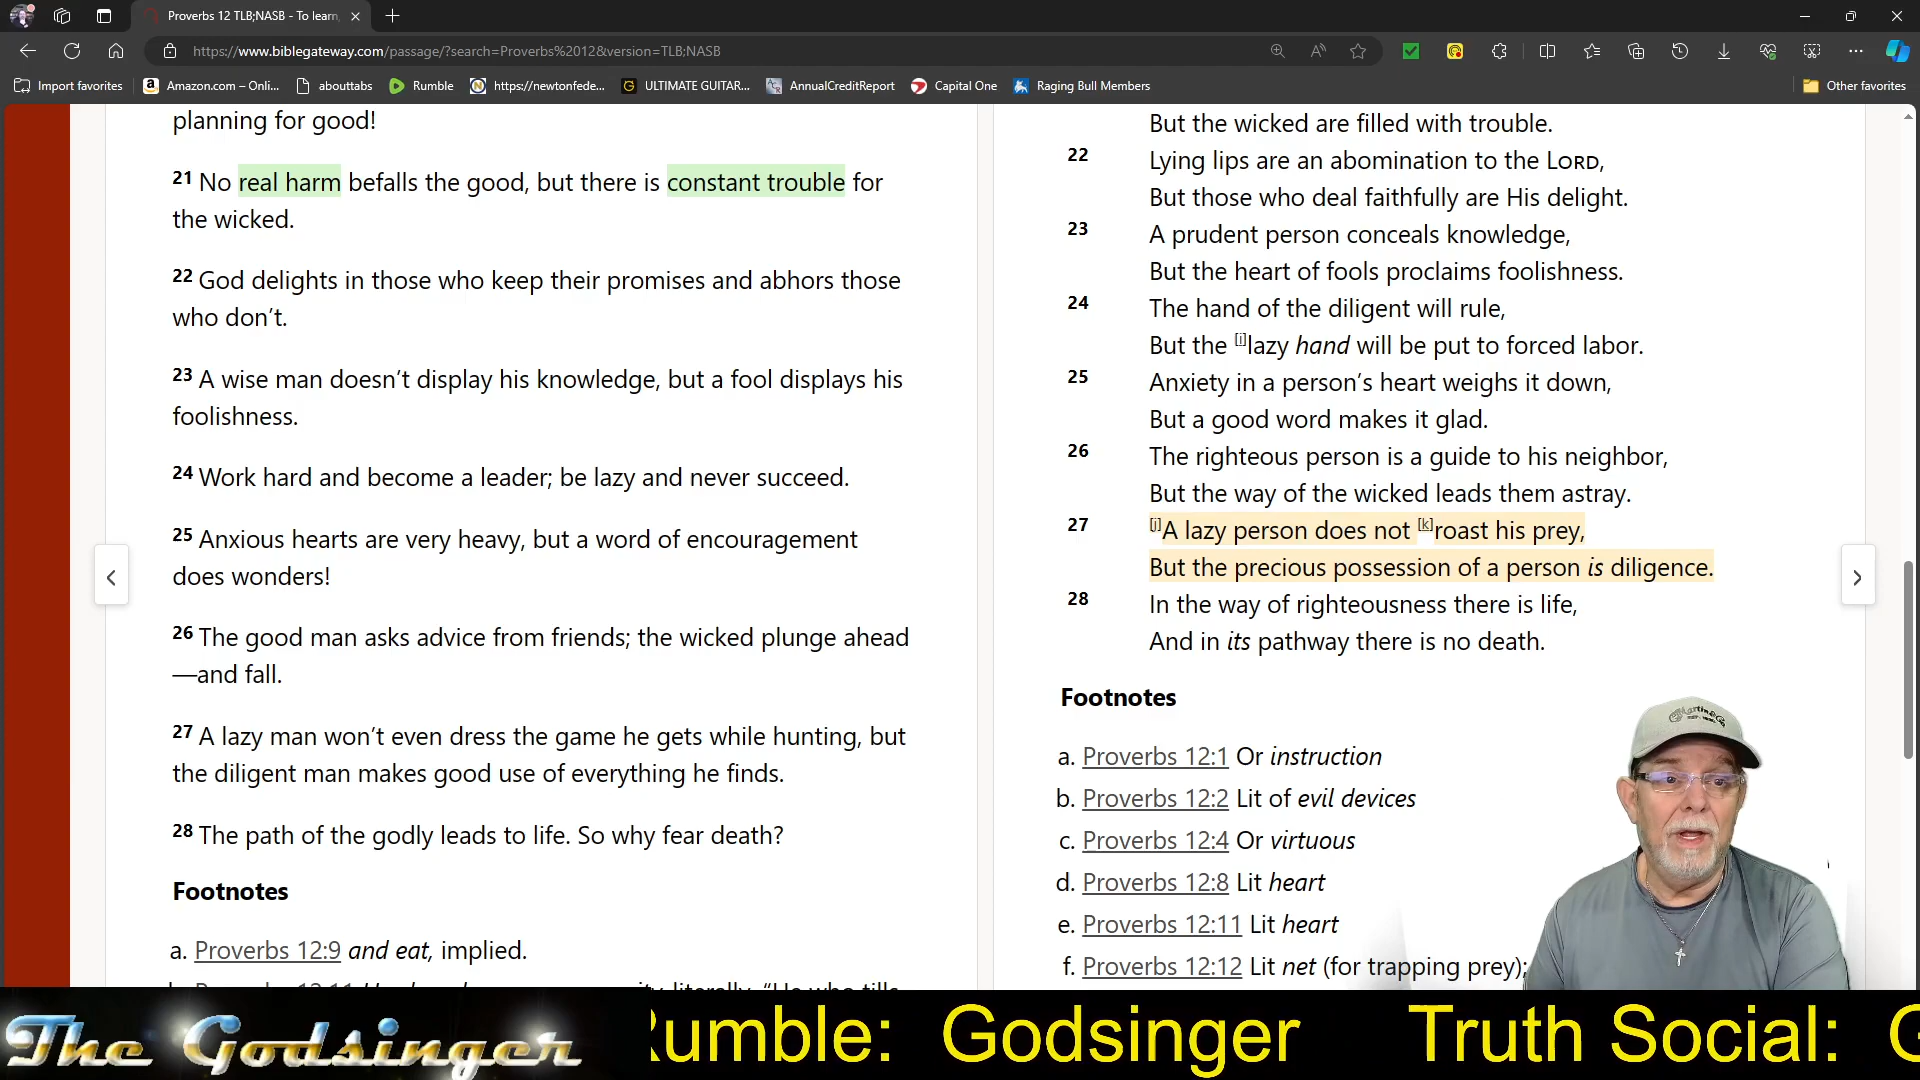 Proverbs 12 TLB;NASB - To learn,
https://www.biblegateway.com/passage/?search=Proverbs%2012&version=TLB;NASB
Import favorites
Amazon.com – Onli...
abouttabs
Rumble
https://newtonfede...
ULTIMATE GUITAR...
AnnualCreditReport
Capital One
Raging Bull Members
Other favorites
planning for good!
21 No real harm befalls the good, but there is constant trouble for
the wicked.
22 God delights in those who keep their promises and abhors those
who don’t.
23 A wise man doesn’t display his knowledge, but a fool displays his
foolishness.
24 Work hard and become a leader; be lazy and never succeed.
25 Anxious hearts are very heavy, but a word of encouragement
does wonders!
26 The good man asks advice from friends; the wicked plunge ahead
—and fall.
27 A lazy man won’t even dress the game he gets while hunting, but
the diligent man makes good use of everything he finds.
28 The path of the godly leads to life. So why fear death?
Footnotes
a. Proverbs 12:9 and eat, implied.
But the wicked are filled with trouble.
22 Lying lips are an abomination to the LORD,
But those who deal faithfully are His delight.
23 A prudent person conceals knowledge,
But the heart of fools proclaims foolishness.
24 The hand of the diligent will rule,
But the [i]lazy hand will be put to forced labor.
25 Anxiety in a person’s heart weighs it down,
But a good word makes it glad.
26 The righteous person is a guide to his neighbor,
But the way of the wicked leads them astray.
27 [j]A lazy person does not [k]roast his prey,
But the precious possession of a person is diligence.
28 In the way of righteousness there is life,
And in its pathway there is no death.
Footnotes
a. Proverbs 12:1 Or instruction
b. Proverbs 12:2 Lit of evil devices
c. Proverbs 12:4 Or virtuous
d. Proverbs 12:8 Lit heart
e. Proverbs 12:11 Lit heart
f. Proverbs 12:12 Lit net (for trapping prey);
The Godsinger
Rumble: Godsinger Truth Social: G